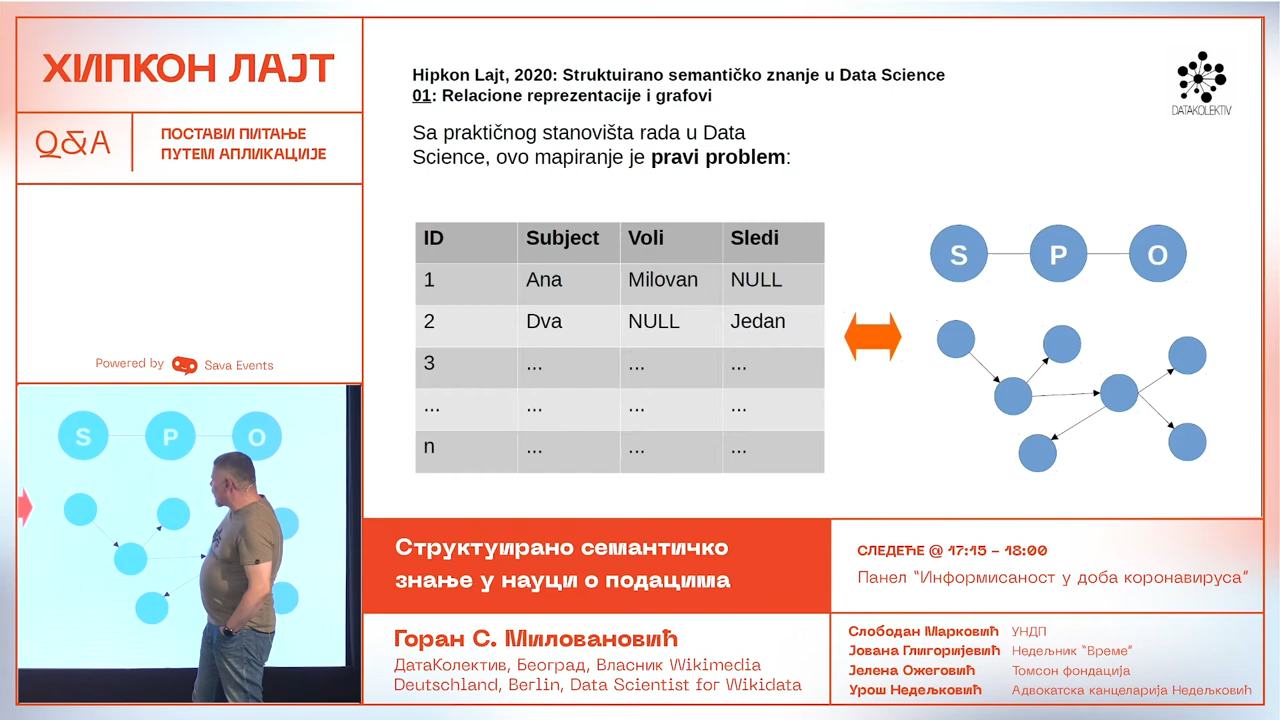 ХИПКОН ЛАЈТ
Q&A
ПОСТАВИ ПИТАЊЕ
ПУТЕМ АПЛИКАЦИЈЕ
Powered by Sava Events
Hipkon Lajt, 2020: Struktuirano semantičko znanje u Data Science
01: Relacione reprezentacije i grafovi
DATAKOLEKTIV
Sa praktičnog stanovišta rada u Data
Science, ovo mapiranje je pravi problem:
ID Subject Voli Sledi
1 Ana Milovan NULL
2 Dva NULL Jedan
3 ... ... ...
... ... ... ...
n ... ... ...
S P O
S P O
Структуирано семантичко
знање у науци о подацима
Горан С. Миловановић
ДатаКолектив, Београд, Власник Wikimedia
Deutschland, Berlin, Data Scientist for Wikidata
СЛЕДЕЋЕ @ 17:15 – 18:00
Панел “Информисаност у доба коронавируса”
Слободан Марковић УНДП
Јована Глигоријевић Недељник “Време”
Јелена Ожеговић Томсон фондација
Урош Недељковић Адвокатска канцеларија Недељковић